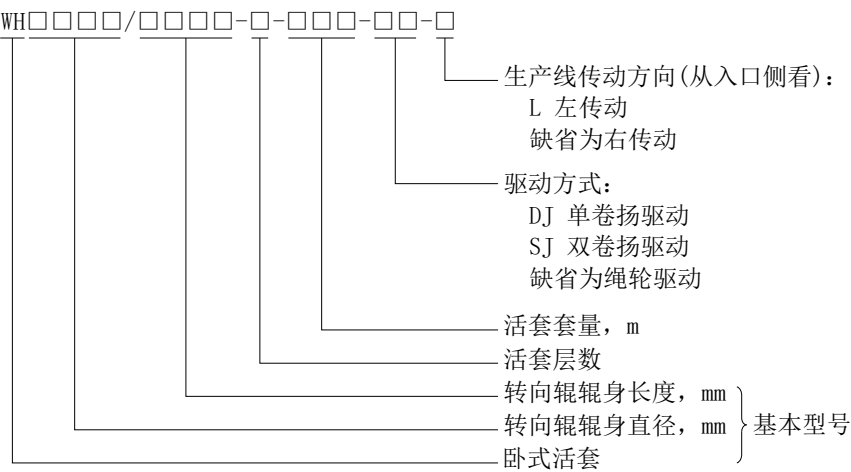 WH□□□□/□□□□-□-□□□-□□-□
生产线传动方向(从入口侧看):
L 左传动
缺省为右传动
驱动方式:
DJ 单卷扬驱动
SJ 双卷扬驱动
缺省为绳轮驱动
活套套量，m
活套层数
转向辊辊身长度，mm
转向辊辊身直径，mm
基本型号
卧式活套